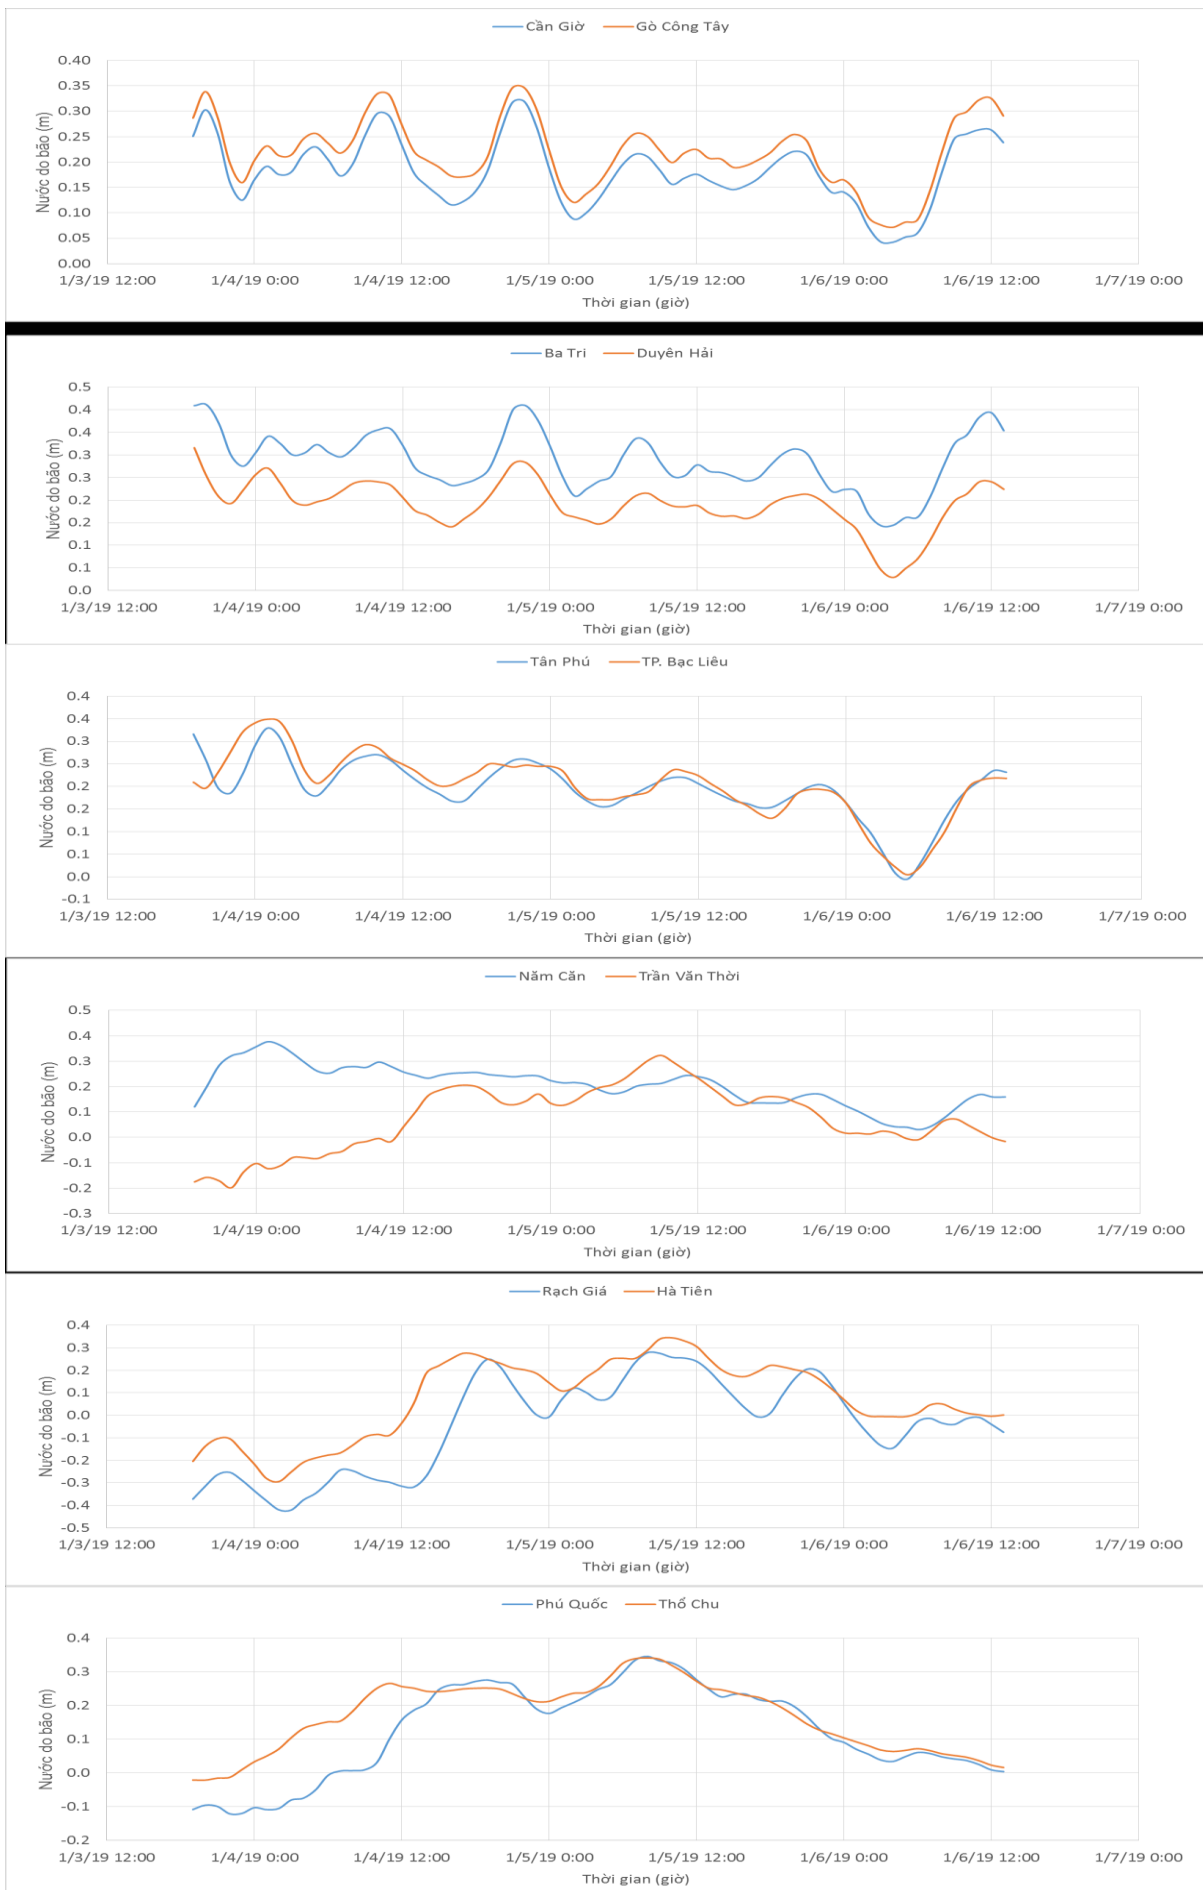 Cần Giờ Gò Công Tây
Nước do bão (m)
0.40
0.35
0.30
0.25
0.20
0.15
0.10
0.05
0.00
1/3/19 12:00 1/4/19 0:00 1/4/19 12:00 1/5/19 0:00 1/5/19 12:00 1/6/19 0:00 1/6/19 12:00 1/7/19 0:00
Thời gian (giờ)
Ba Tri Duyên Hải
Nước do bão (m)
0.5
0.4
0.4
0.3
0.3
0.2
0.2
0.1
0.1
0.0
1/3/19 12:00 1/4/19 0:00 1/4/19 12:00 1/5/19 0:00 1/5/19 12:00 1/6/19 0:00 1/6/19 12:00 1/7/19 0:00
Thời gian (giờ)
Tân Phú TP. Bạc Liêu
Nước do bão (m)
0.4
0.4
0.3
0.3
0.2
0.2
0.1
0.1
0.0
-0.1
1/3/19 12:00 1/4/19 0:00 1/4/19 12:00 1/5/19 0:00 1/5/19 12:00 1/6/19 0:00 1/6/19 12:00 1/7/19 0:00
Thời gian (giờ)
Năm Căn Trần Văn Thời
Nước do bão (m)
0.5
0.4
0.3
0.2
0.1
0.0
-0.1
-0.2
-0.3
1/3/19 12:00 1/4/19 0:00 1/4/19 12:00 1/5/19 0:00 1/5/19 12:00 1/6/19 0:00 1/6/19 12:00 1/7/19 0:00
Thời gian (giờ)
Rạch Giá Hà Tiên
Nước do bão (m)
0.4
0.3
0.2
0.1
0.0
-0.1
-0.2
-0.3
-0.4
-0.5
1/3/19 12:00 1/4/19 0:00 1/4/19 12:00 1/5/19 0:00 1/5/19 12:00 1/6/19 0:00 1/6/19 12:00 1/7/19 0:00
Thời gian (giờ)
Phú Quốc Thổ Chu
Nước do bão (m)
0.4
0.3
0.2
0.1
0.0
-0.1
-0.2
1/3/19 12:00 1/4/19 0:00 1/4/19 12:00 1/5/19 0:00 1/5/19 12:00 1/6/19 0:00 1/6/19 12:00 1/7/19 0:00
Thời gian (giờ)